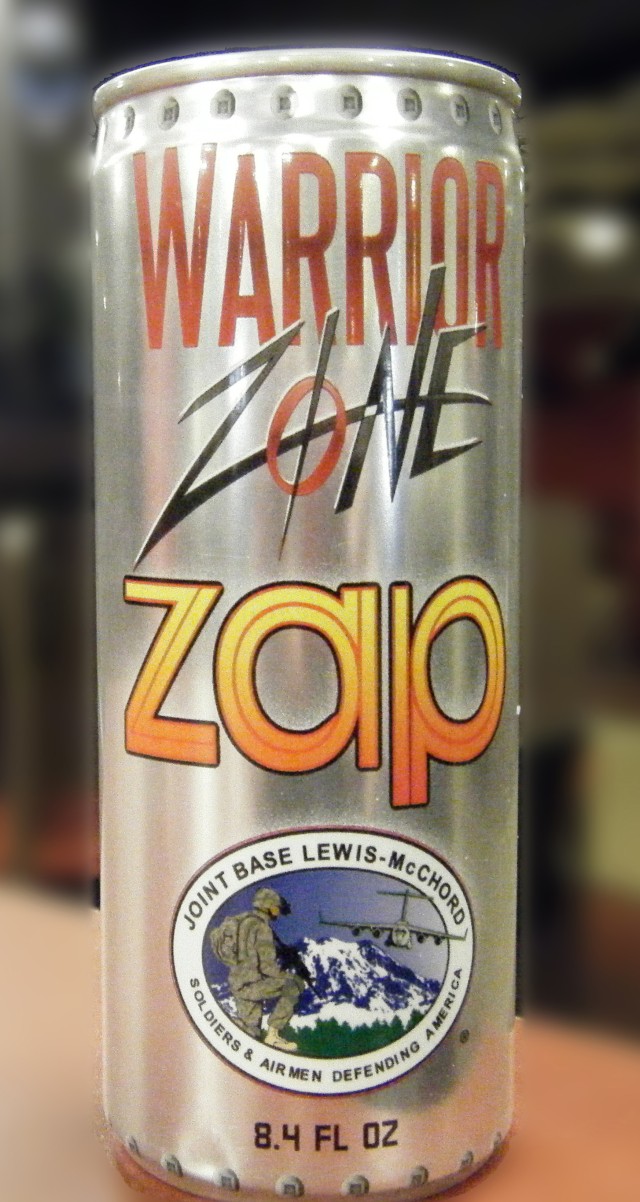 WARRIOR
ZONE
zap
JOINT BASE LEWIS-McCHORD
SOLDIERS & AIRMEN DEFENDING AMERICA
®
8.4 FL OZ